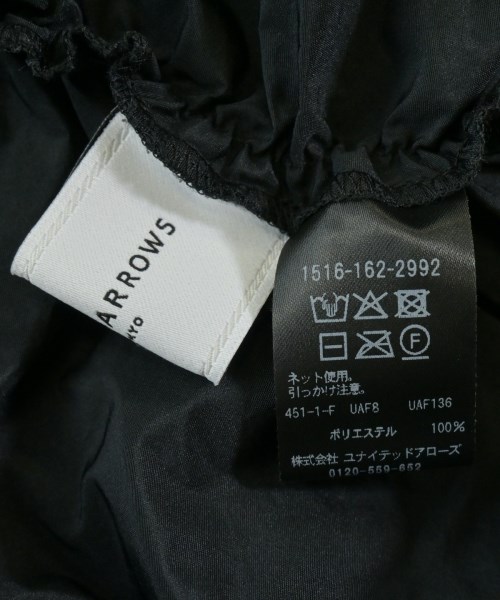 ARROWS
1516-162-2992
F
ネット使用。
引っかけ注意。
451-1-F UAF8 UAF136
ポリエステル 100%
株式会社 ユナイテッドアローズ
0120-559-652